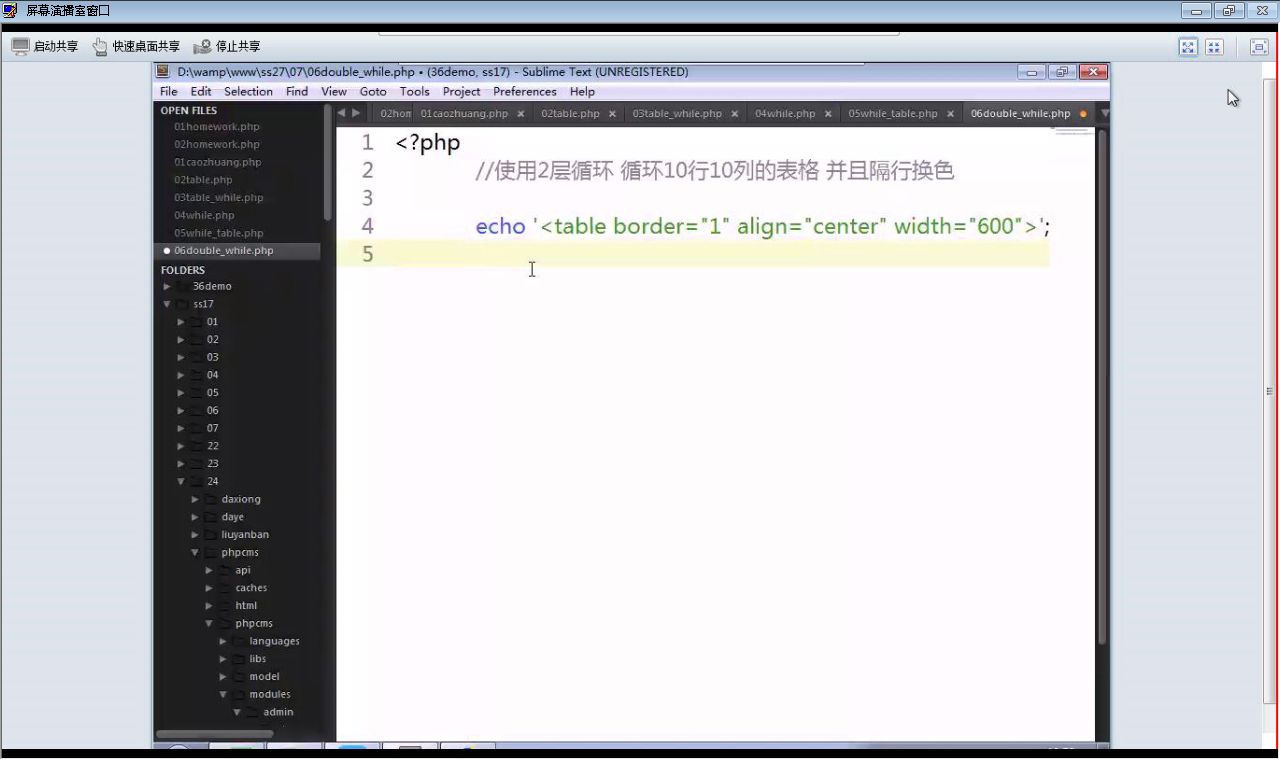 屏幕演播室窗口
启动共享 快速桌面共享 停止共享
D:\wamp\www\ss27\07\06double_while.php • (36demo, ss17) - Sublime Text (UNREGISTERED)
File Edit Selection Find View Goto Tools Project Preferences Help
OPEN FILES
01homework.php
02homework.php
01caozhuang.php
02table.php
03table_while.php
04while.php
05while_table.php
06double_while.php
FOLDERS
36demo
ss17
01
02
03
04
05
06
07
22
23
24
daxiong
daye
liuyanban
phpcms
api
caches
html
phpcms
languages
libs
model
modules
admin
02hon 01caozhuang.php 02table.php 03table_while.php 04while.php 05while_table.php 06double_while.php
1 <?php
2 //使用2层循环 循环10行10列的表格 并且隔行换色
3
4 echo '<table border="1" align="center" width="600">';
5